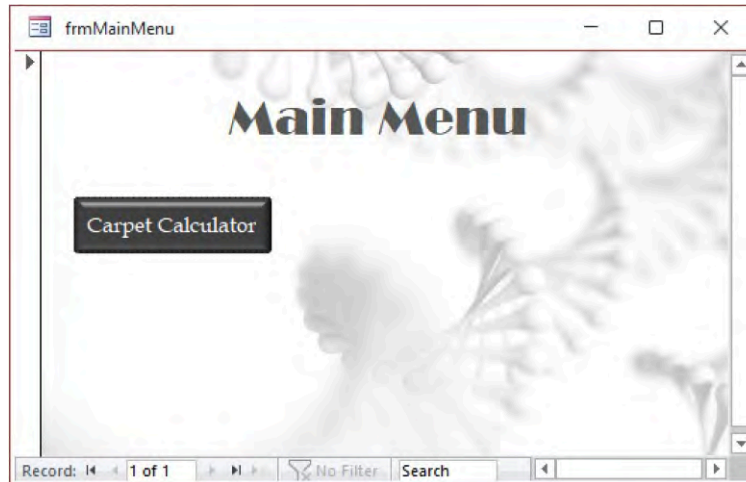 frmMainMenu
Main Menu
Carpet Calculator
Record: 1 of 1 No Filter Search